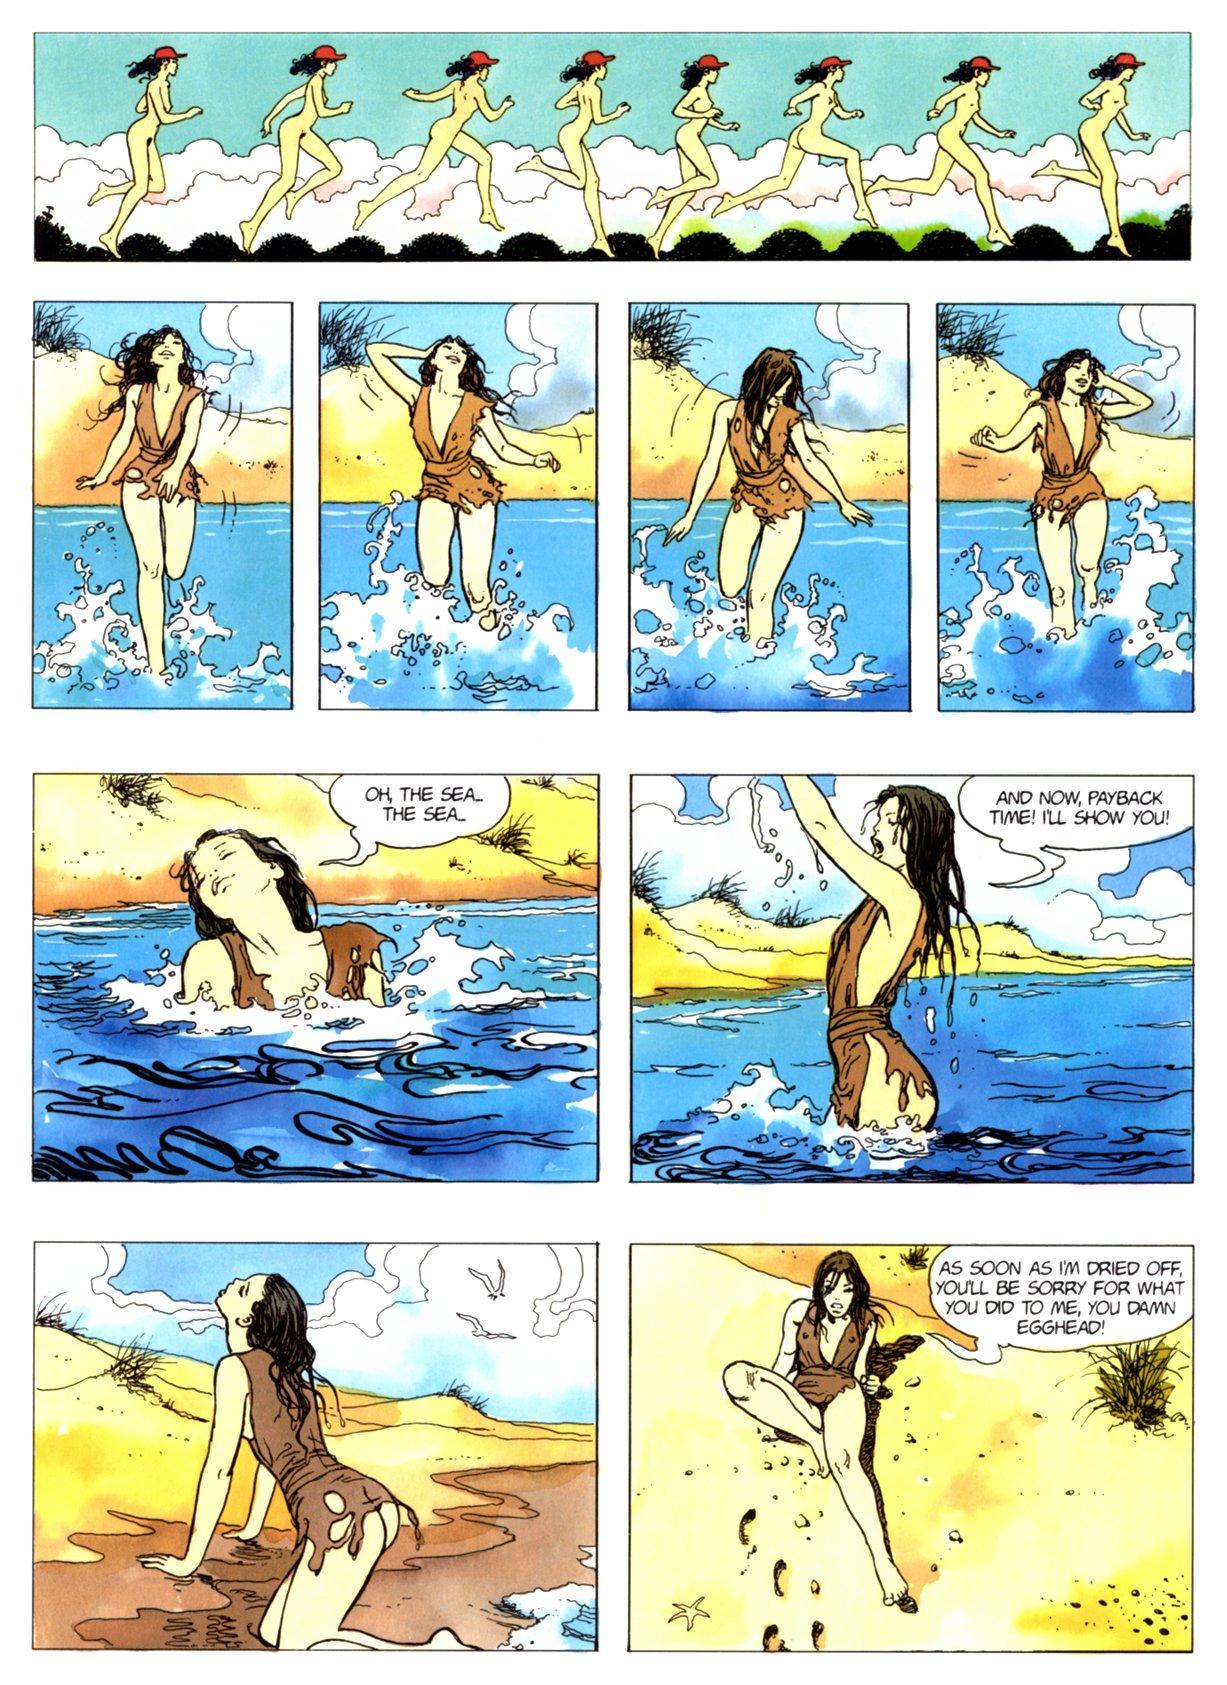 OH, THE SEA...
THE SEA...
AND NOW, PAYBACK
TIME! I'LL SHOW YOU!
AS SOON AS I'M DRIED OFF,
YOU'LL BE SORRY FOR WHAT
YOU DID TO ME, YOU DAMN
EGGHEAD!